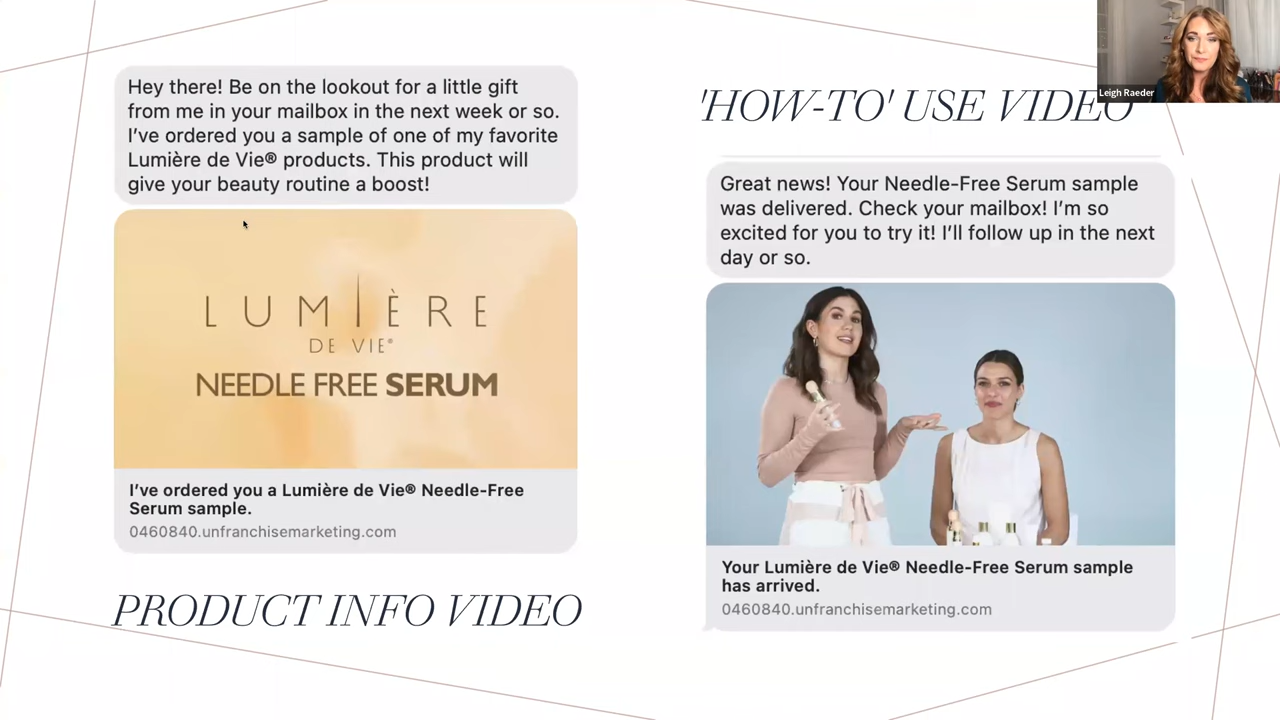 Hey there! Be on the lookout for a little gift
from me in your mailbox in the next week or so.
I've ordered you a sample of one of my favorite
Lumière de Vie® products. This product will
give your beauty routine a boost!
LUMIÈRE
DE VIE®
NEEDLE FREE SERUM
I've ordered you a Lumière de Vie® Needle-Free
Serum sample.
0460840.unfranchisemarketing.com
PRODUCT INFO VIDEO
Leigh Raeder
'HOW-TO' USE VIDEO
Great news! Your Needle-Free Serum sample
was delivered. Check your mailbox! I'm so
excited for you to try it! I'll follow up in the next
day or so.
Your Lumière de Vie® Needle-Free Serum sample
has arrived.
0460840.unfranchisemarketing.com